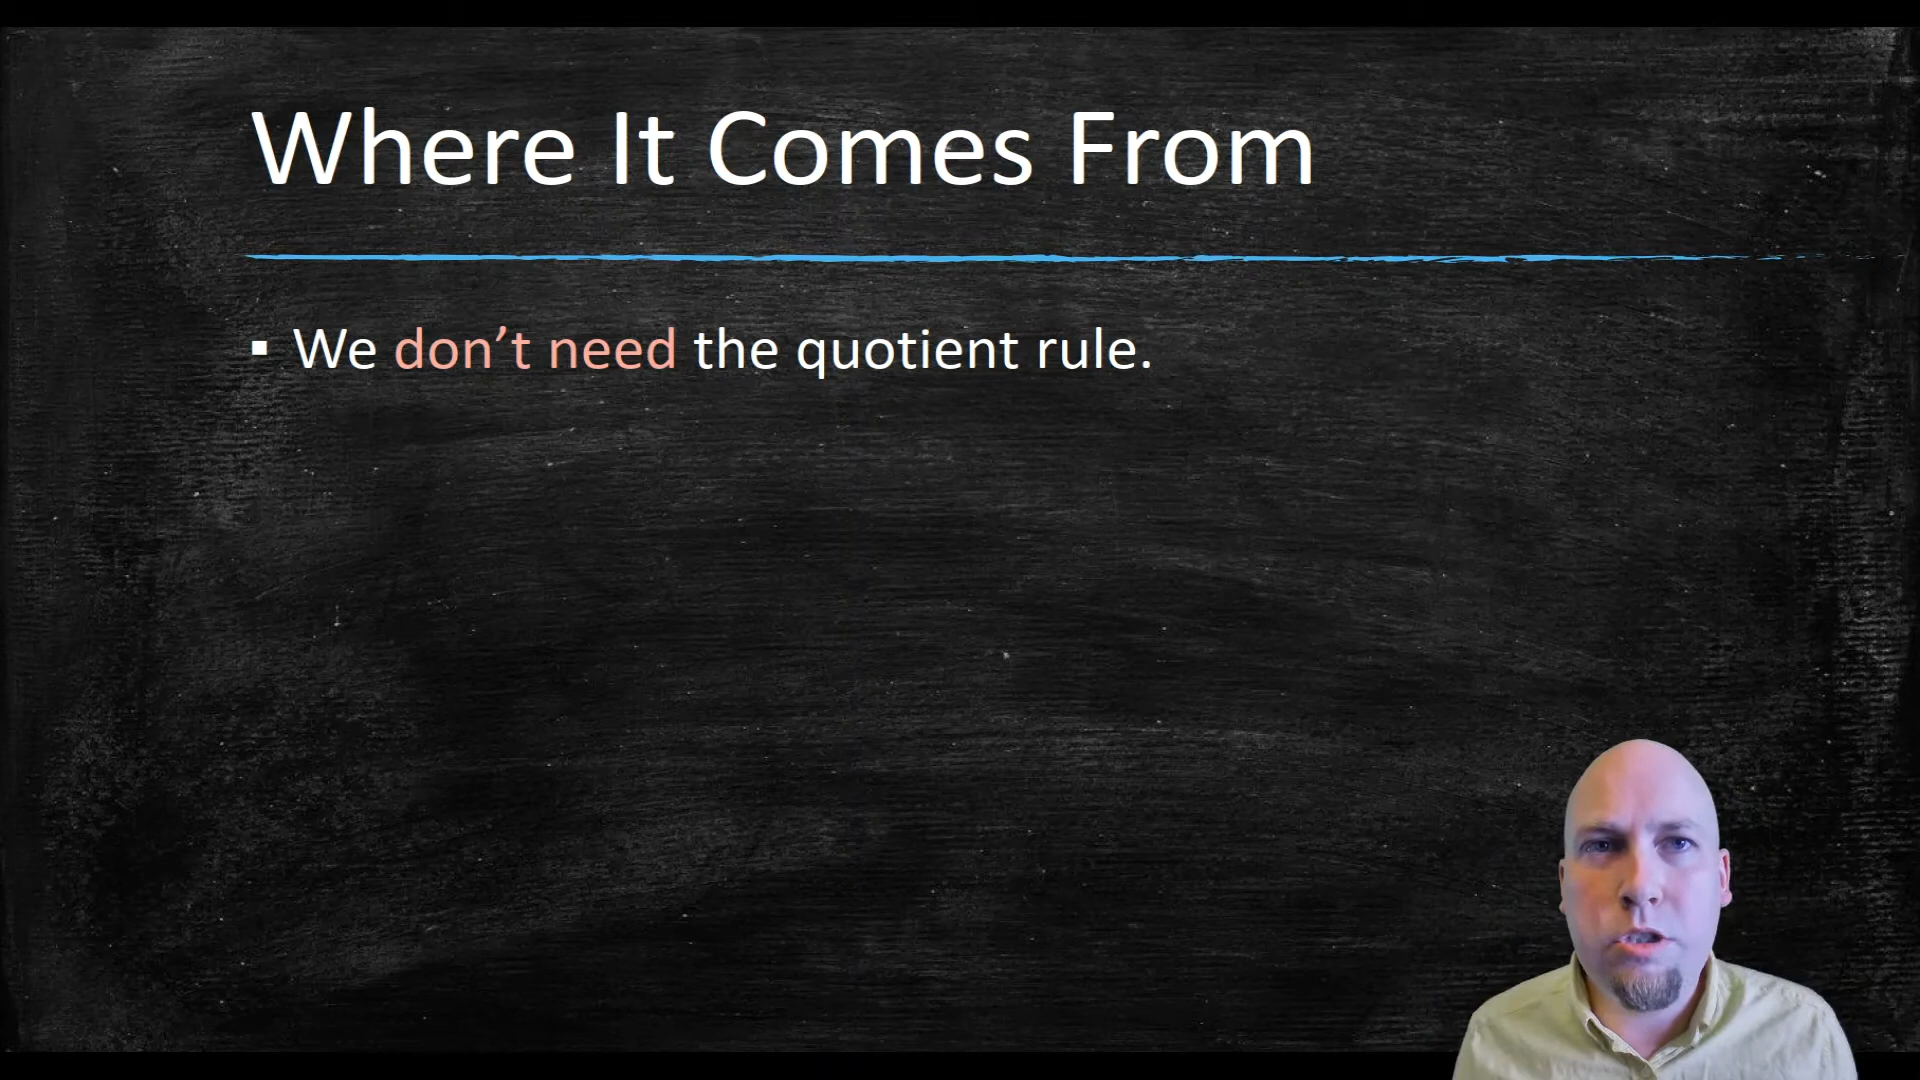 Where It Comes From
▪ We don’t need the quotient rule.